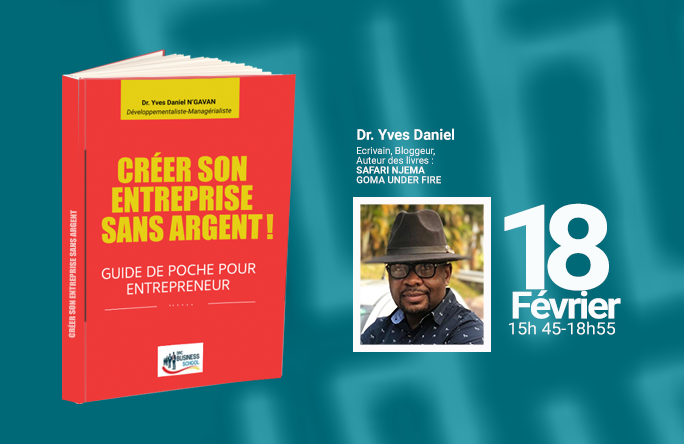 Dr. Yves Daniel N'GAVAN
Développementaliste-Managérialiste
CRÉER SON
ENTREPRISE
SANS ARGENT !
GUIDE DE POCHE POUR
ENTREPRENEUR
BUSINESS
SCHOOL
CRÉER SON ENTREPRISE SANS ARGENT
Dr. Yves Daniel
Ecrivain, Bloggeur,
Auteur des livres :
SAFARI NJEMA
GOMA UNDER FIRE
18
Février
15h 45-18h55